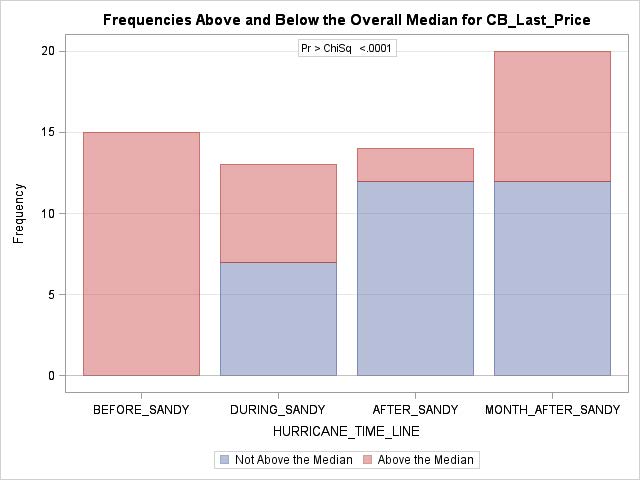 Frequencies Above and Below the Overall Median for CB_Last_Price
Pr > ChiSq <.0001
20
15
10
5
0
Frequency
BEFORE_SANDY DURING_SANDY AFTER_SANDY MONTH_AFTER_SANDY
HURRICANE_TIME_LINE
Not Above the Median Above the Median